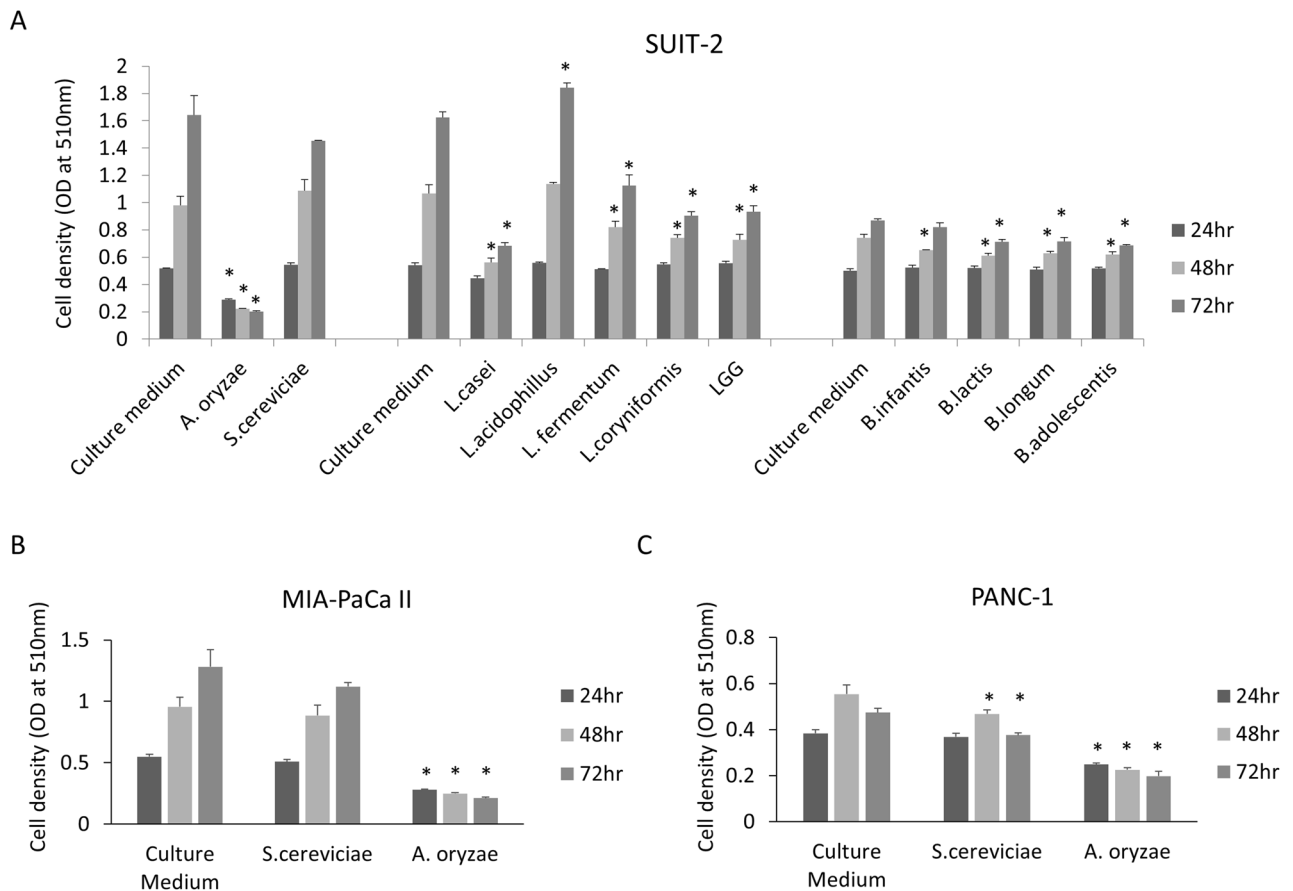 A
SUIT-2
Cell density (OD at 510nm)
2
1.8
1.6
1.4
1.2
1
0.8
0.6
0.4
0.2
0
* * *
*
* *
* *
* *
* *
*
* *
* *
* *
24hr
48hr
72hr
Culture medium
A. oryzae
S.cereviciae
Culture medium
L.casei
L.acidophillus
L. fermentum
L.coryniformis
LGG
Culture medium
B.infantis
B.lactis
B.longum
B.adolescentis
B
MIA-PaCa II
Cell density (OD at 510nm)
1.5
1
0.5
0
* * *
24hr
48hr
72hr
Culture
Medium
S.cereviciae
A. oryzae
C
PANC-1
Cell density (OD at 510nm)
0.8
0.6
0.4
0.2
0
* *
* * *
24hr
48hr
72hr
Culture
Medium
S.cereviciae
A. oryzae